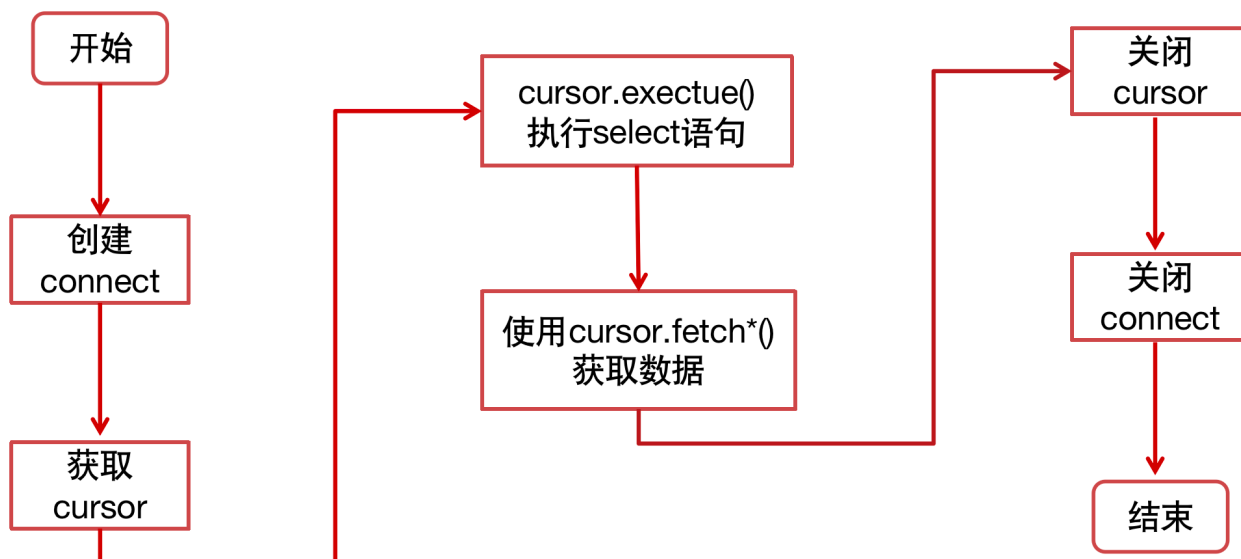 开始
创建
connect
获取
cursor
cursor.exectue()
执行select语句
使用cursor.fetch*()
获取数据
关闭
cursor
关闭
connect
结束